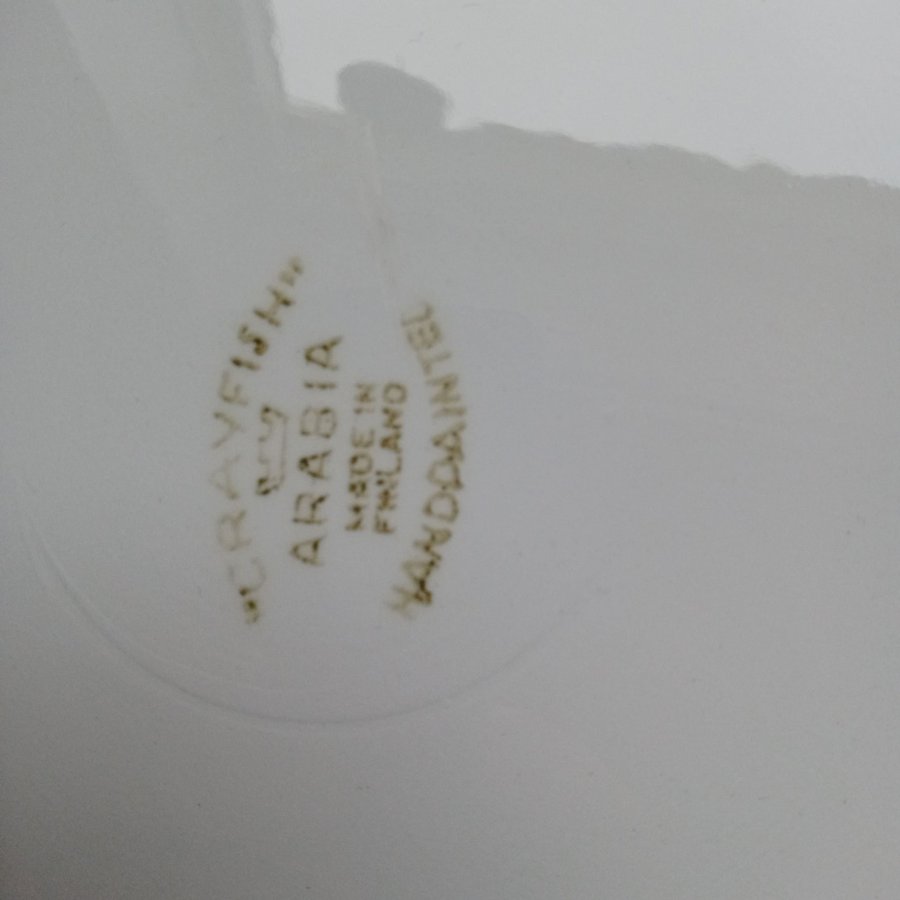 "CRAYFISH"
ARABIA
MADE IN
FINLAND
HANDPAINTED